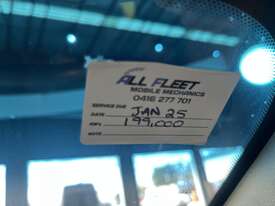 ALL FLEET
MOBILE MECHANICS
0416 277 701
SERVICE DUE
DATE JAN 25
KM's 199,000
NOTE